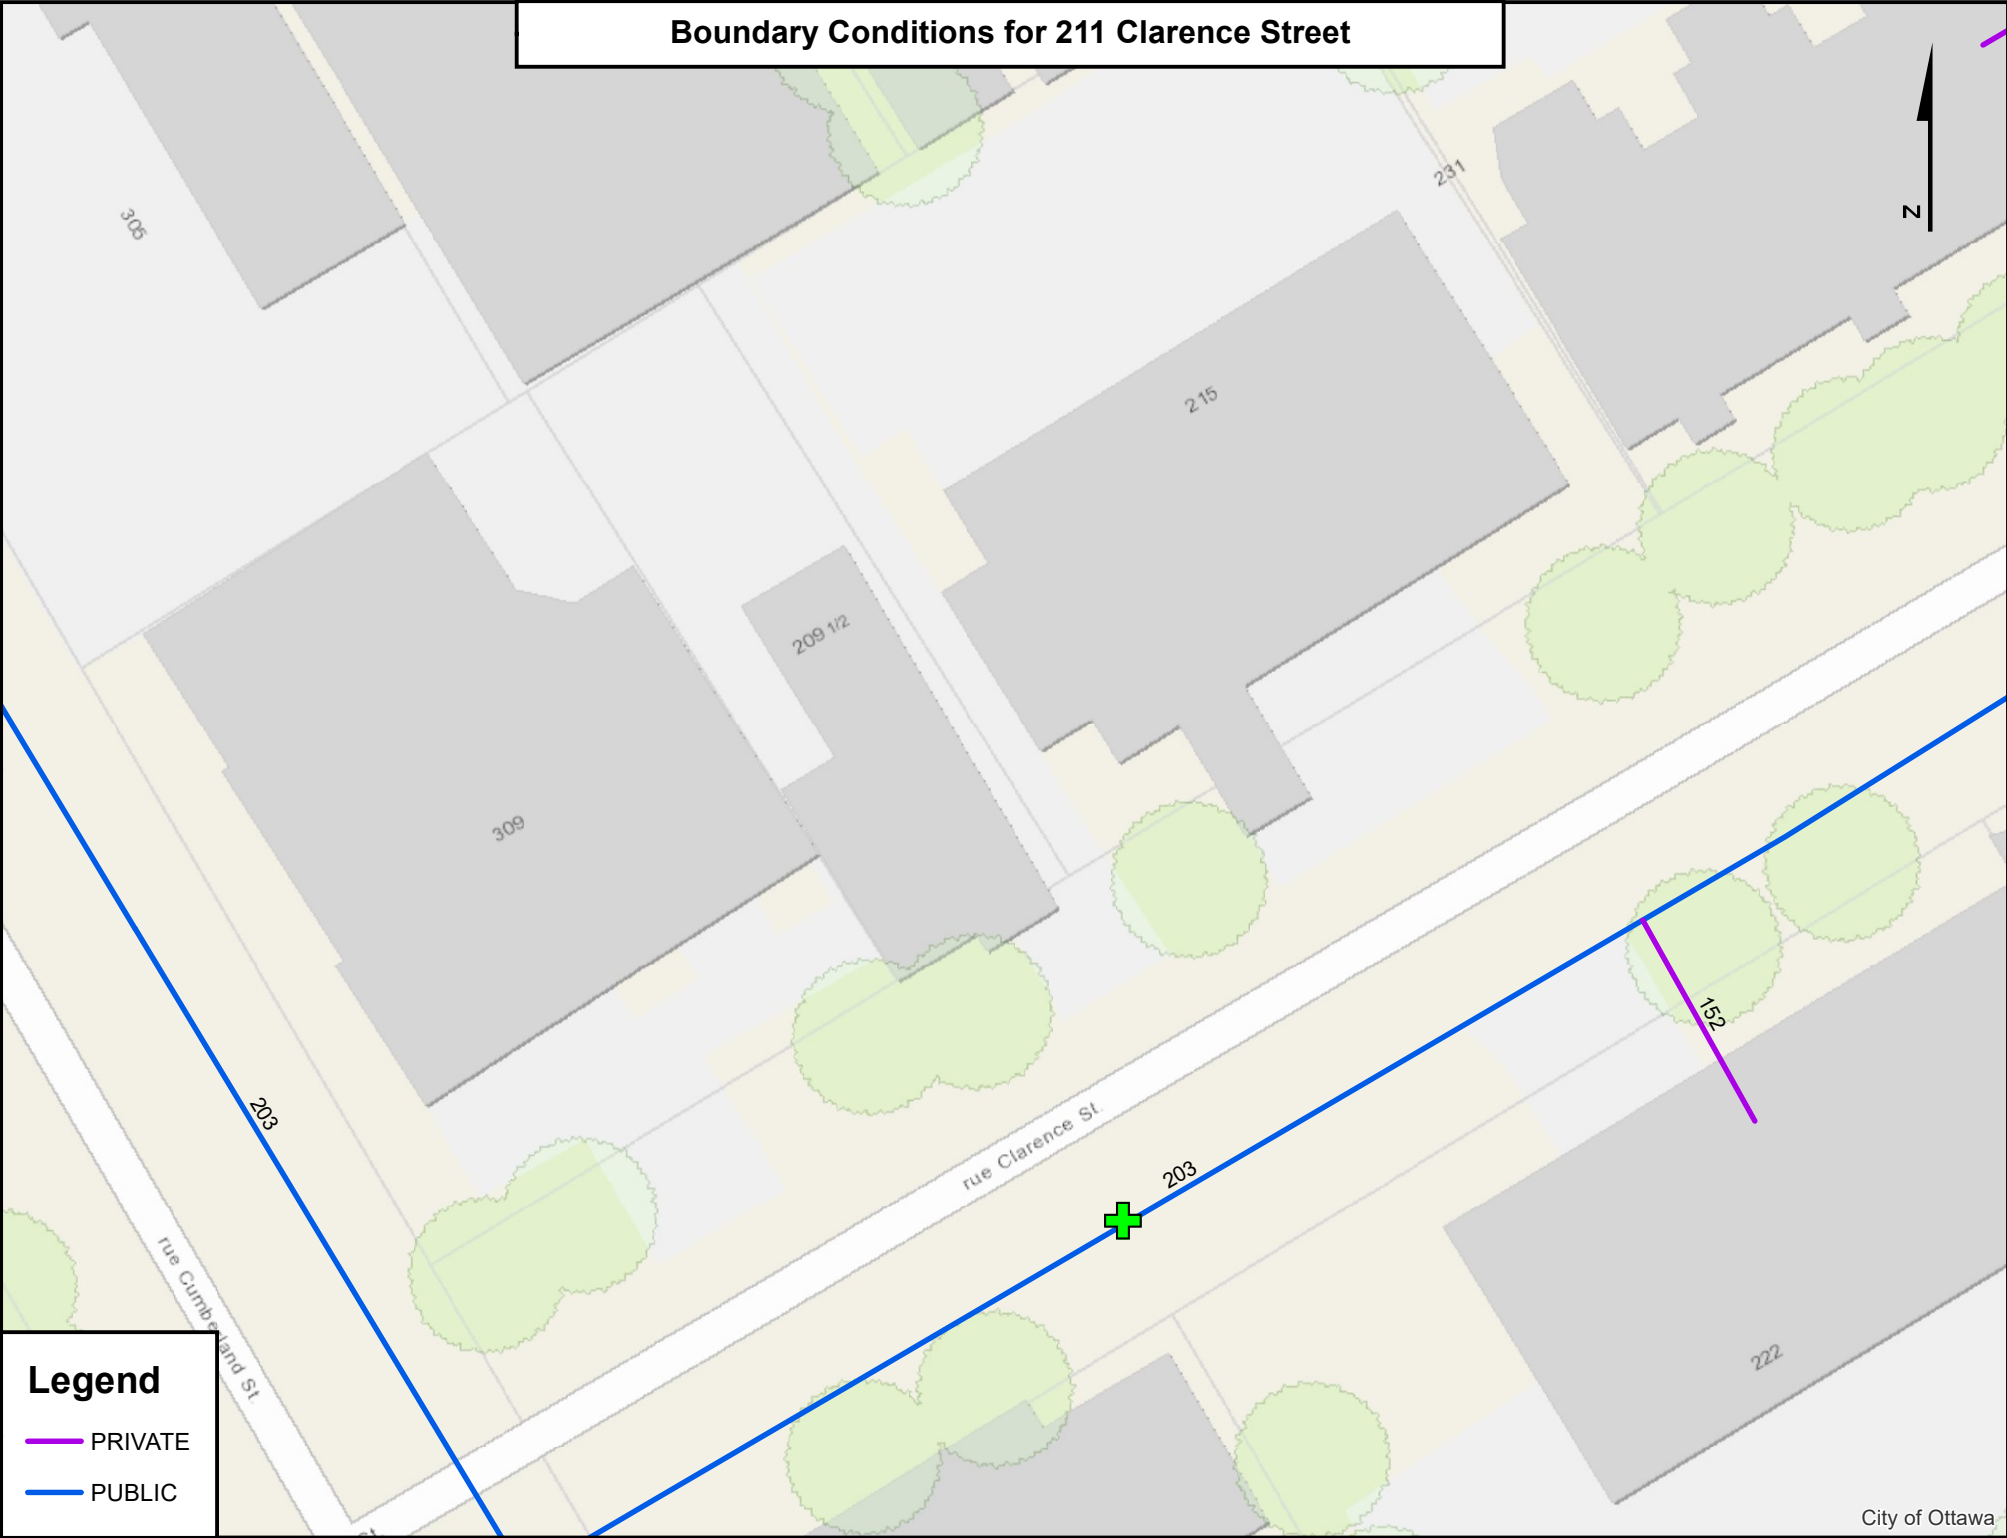 Boundary Conditions for 211 Clarence Street
N
305
231
215
209 1/2
309
152
203
203
rue Clarence St.
rue Cumberland St.
222
St.
Legend
PRIVATE
PUBLIC
City of Ottawa